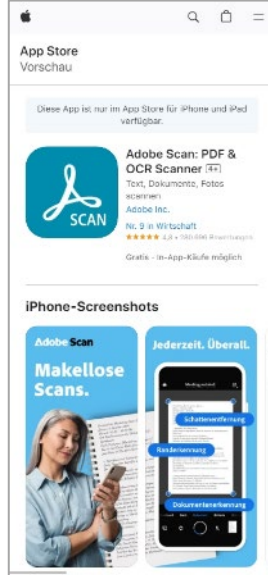 App Store
Vorschau
Diese App ist nur im App Store für iPhone und iPad
verfügbar.
SCAN
Adobe Scan: PDF &
OCR Scanner 4+
Text, Dokumente, Fotos
scannen
Adobe Inc.
Nr. 9 in Wirtschaft
★★★★★ 4,8 •
Gratis · In-App-Käufe möglich
iPhone-Screenshots
Adobe Scan
Makellose
Scans.
Jederzeit. Überall.
Schattenentfernung
Randerkennung
Dokumentenerkennung